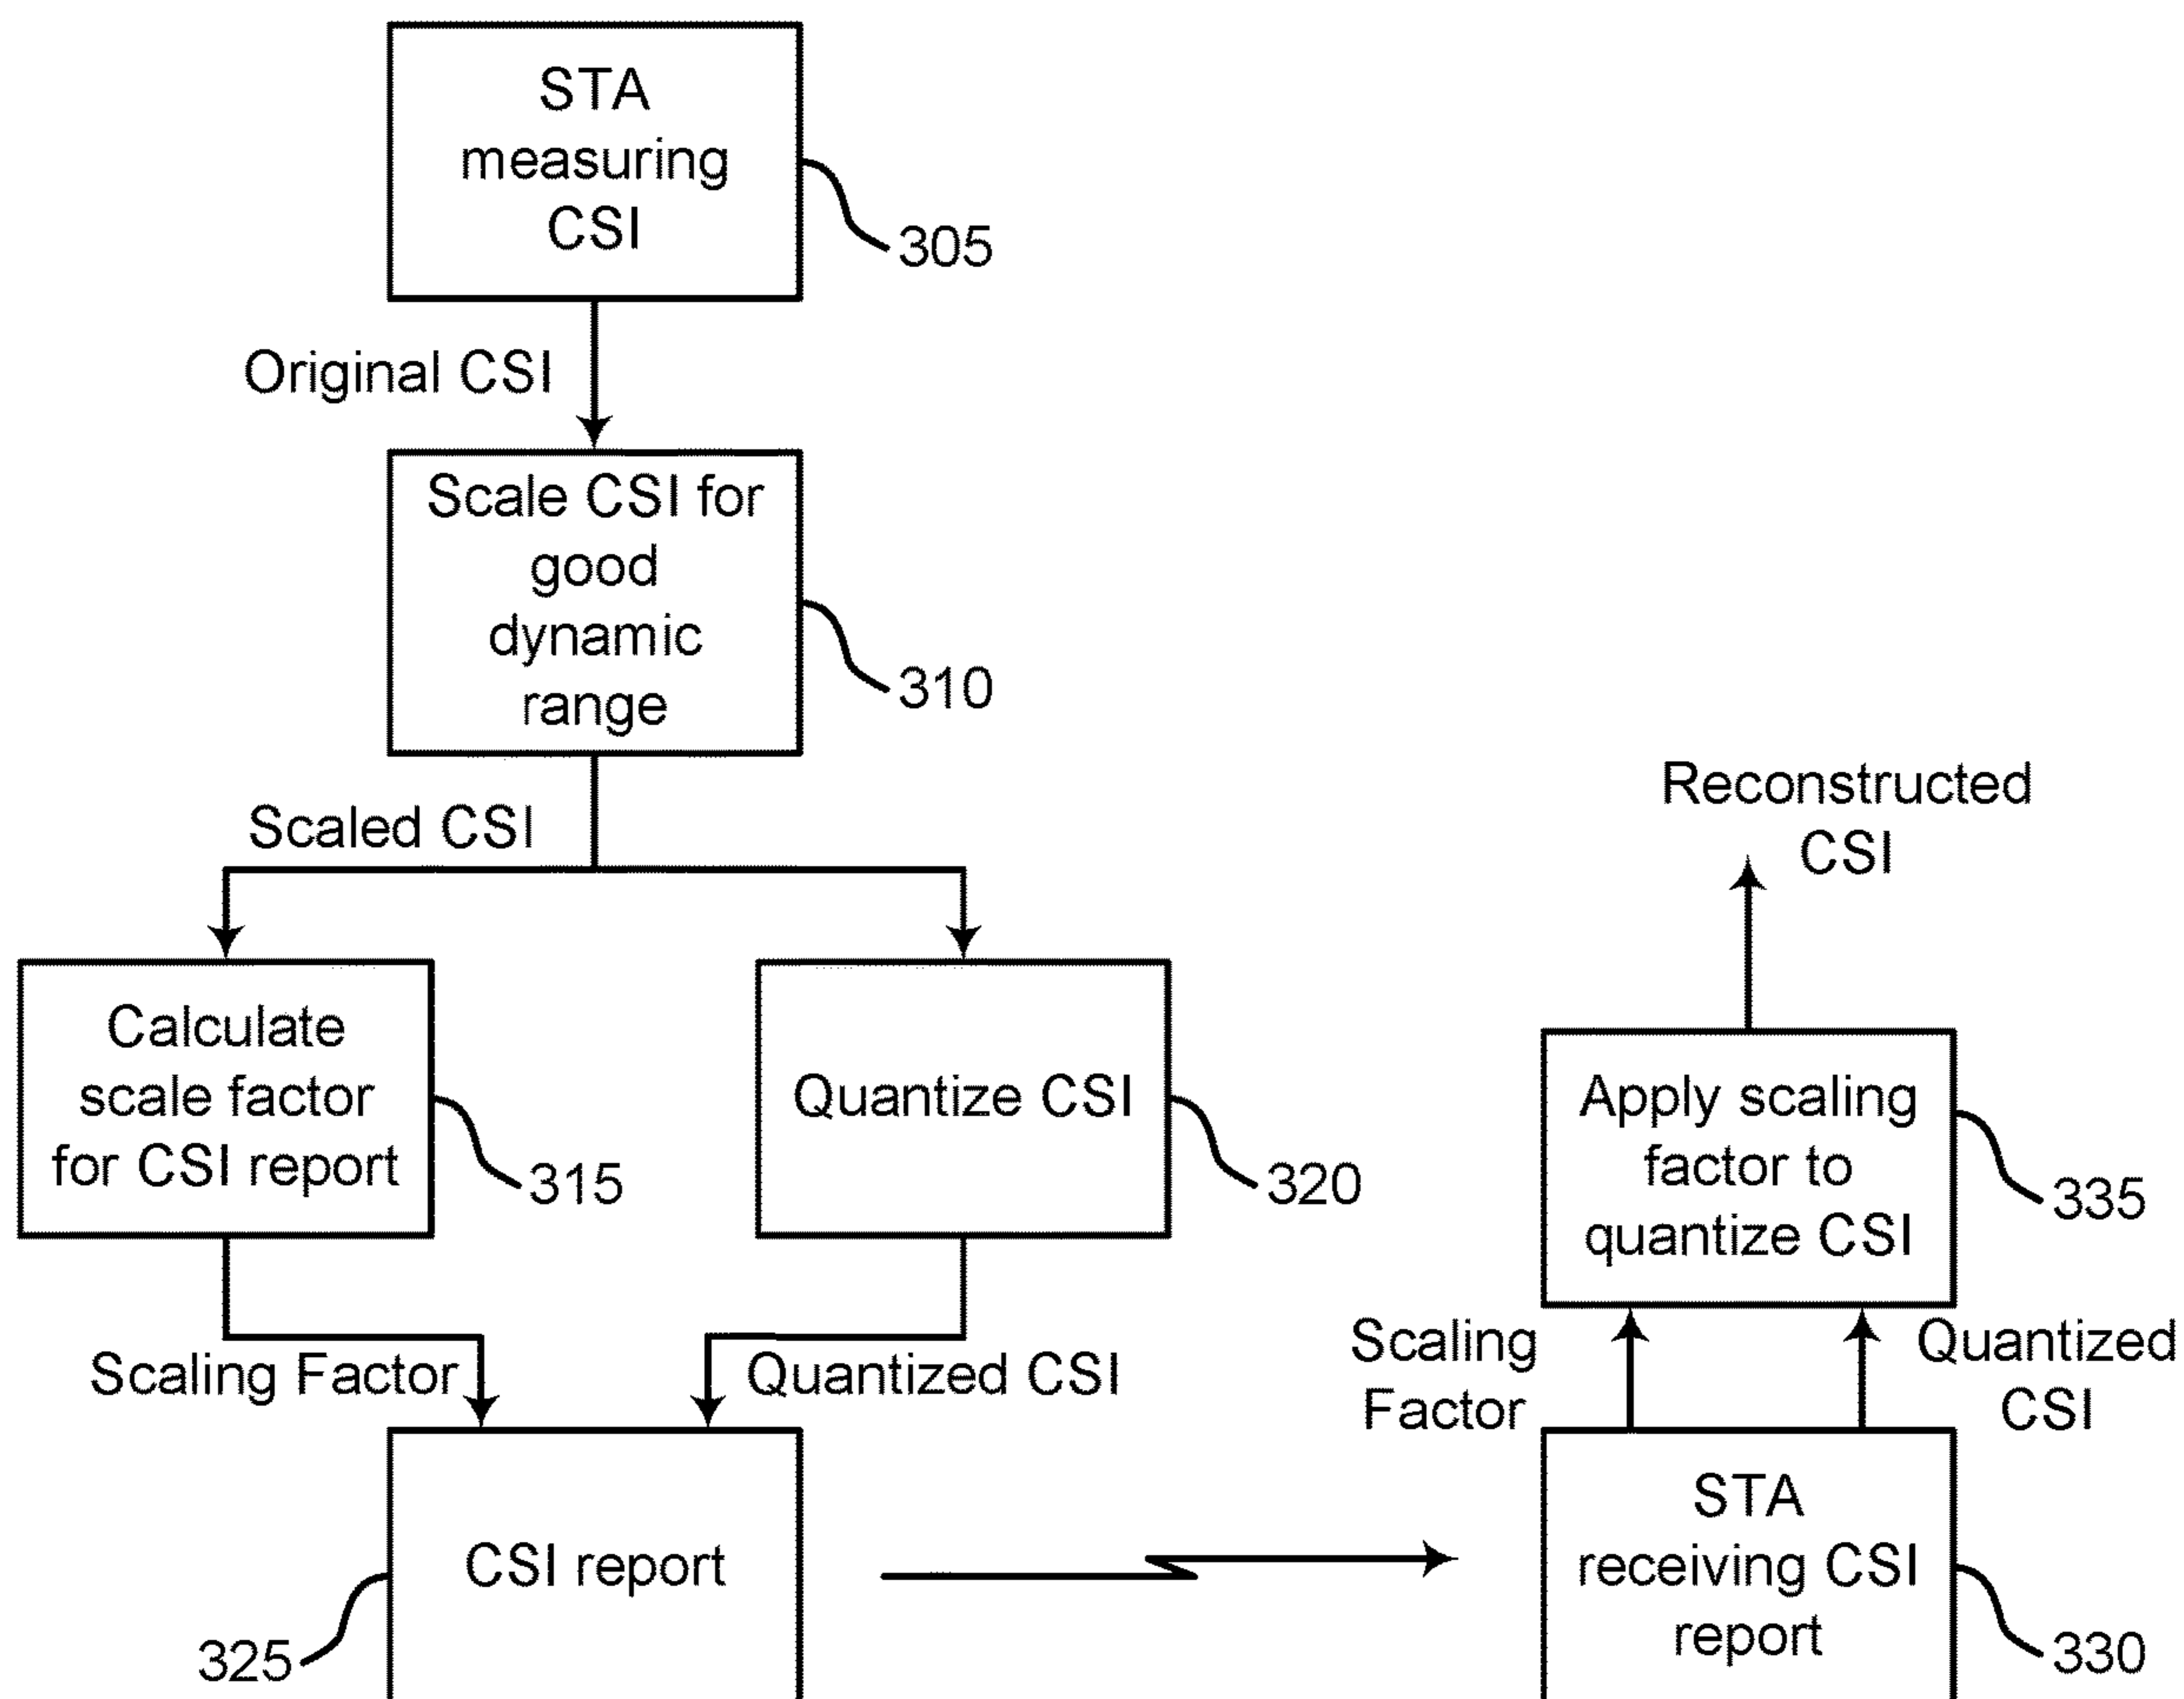 STA
measuring
CSI
305
Original CSI
Scale CSI for
good
dynamic
range
310
Scaled CSI
Calculate
scale factor
for CSI report
315
Quantize CSI
320
Scaling Factor
Quantized CSI
CSI report
325
Reconstructed
CSI
Apply scaling
factor to
quantize CSI
335
Scaling
Factor
Quantized
CSI
STA
receiving CSI
report
330